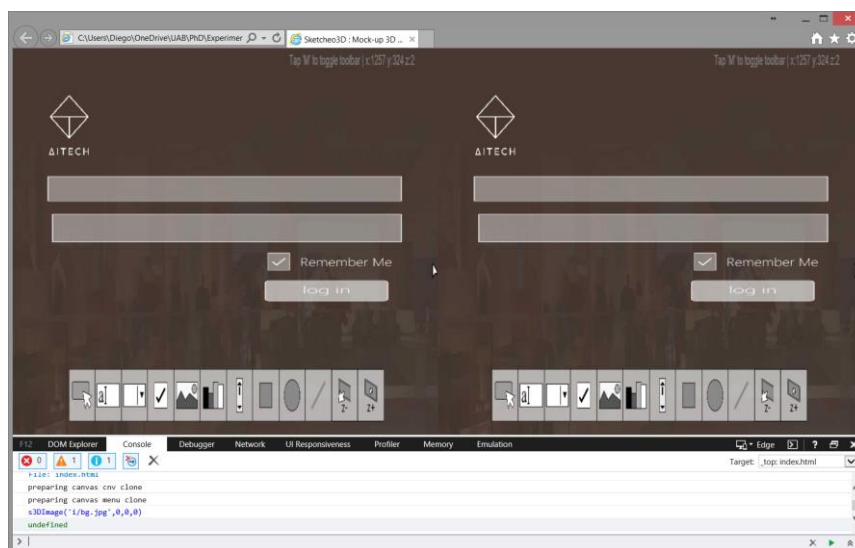 C:\Users\Diego\OneDrive\UAB\PhD\Experimer
Sketcheo3D : Mock-up 3D ...
Tap 'M' to toggle toolbar | x:1257 y:324 z:2
Tap 'M' to toggle toolbar | x:1257 y:324 z:2
ΔITECH
ΔITECH
Remember Me
Remember Me
log in
log in
a
Z-
Z+
a
Z-
Z+
F12 DOM Explorer Console Debugger Network UI Responsiveness Profiler Memory Emulation Edge ?
0 1 1 Target: _top: index.html
File: index.html
preparing canvas cnv clone
preparing canvas menu clone
s3DImage('i/bg.jpg',0,0,0)
undefined
>